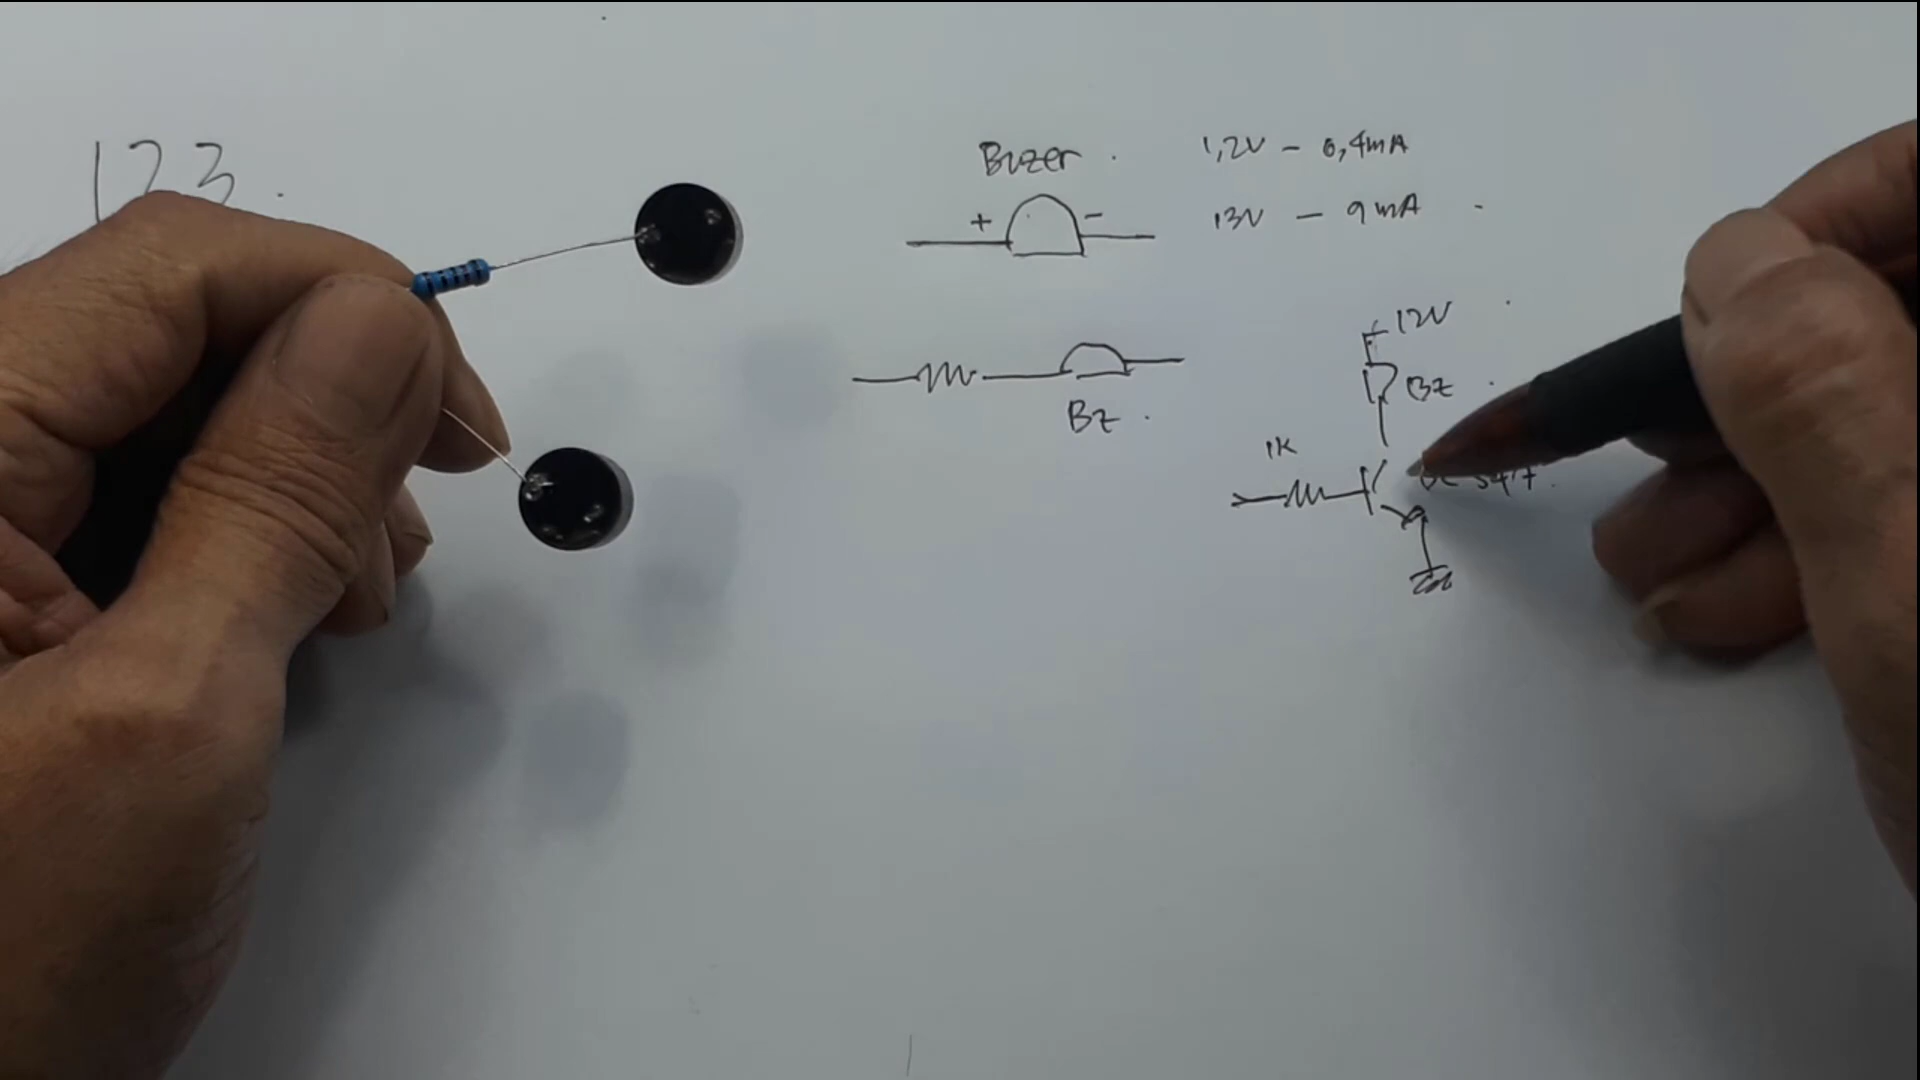 123.
Buzer.
1,2V - 0,4mA
+
-
13V - 9mA
+12V
Bz
Bz
1K